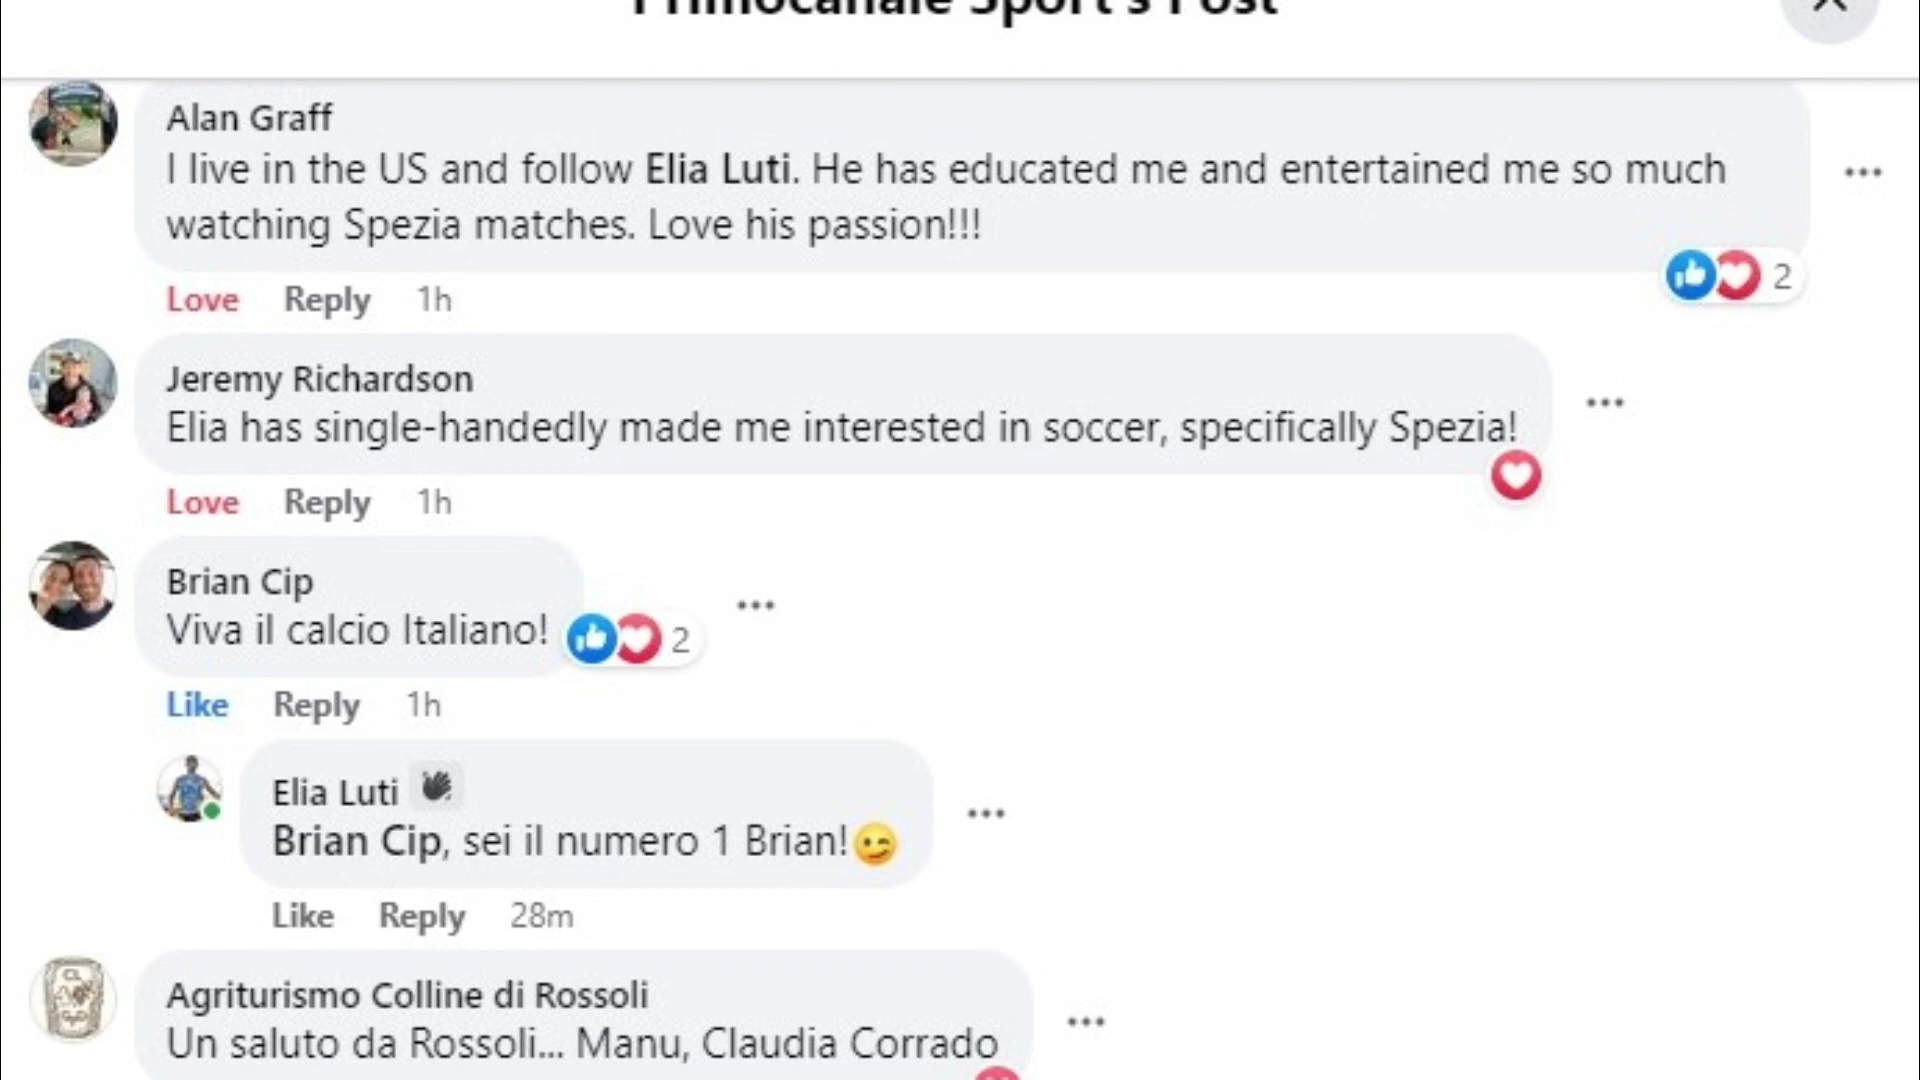 Primocanale Sport's Post
Alan Graff
I live in the US and follow Elia Luti. He has educated me and entertained me so much
watching Spezia matches. Love his passion!!!
2
Love Reply 1h
Jeremy Richardson
Elia has single-handedly made me interested in soccer, specifically Spezia!
Love Reply 1h
Brian Cip
Viva il calcio Italiano! 2
Like Reply 1h
Elia Luti
Brian Cip, sei il numero 1 Brian!😉
Like Reply 28m
Agriturismo Colline di Rossoli
Un saluto da Rossoli... Manu, Claudia Corrado